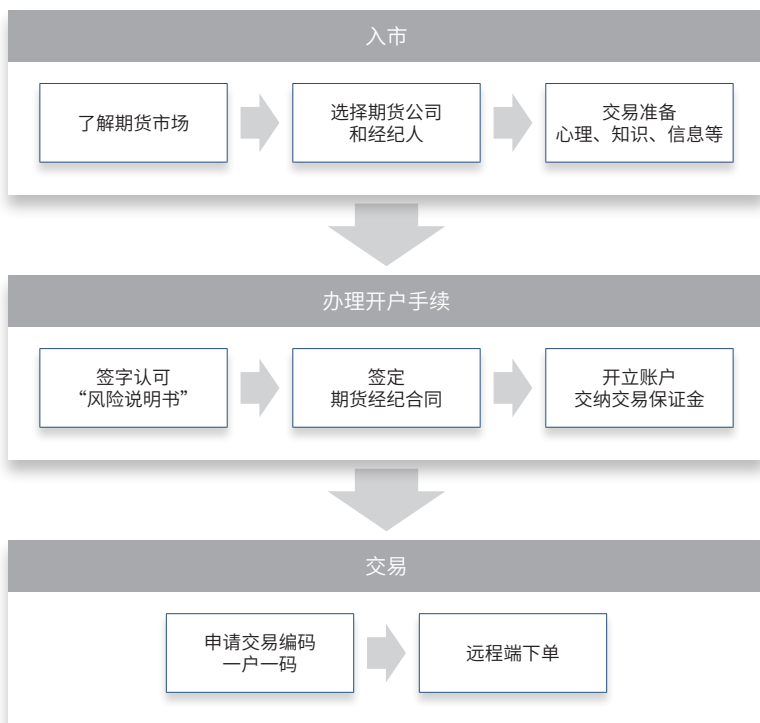 入市
了解期货市场
选择期货公司
和经纪人
交易准备
心理、知识、信息等
办理开户手续
签字认可
“风险说明书”
签定
期货经纪合同
开立账户
交纳交易保证金
交易
申请交易编码
一户一码
远程端下单